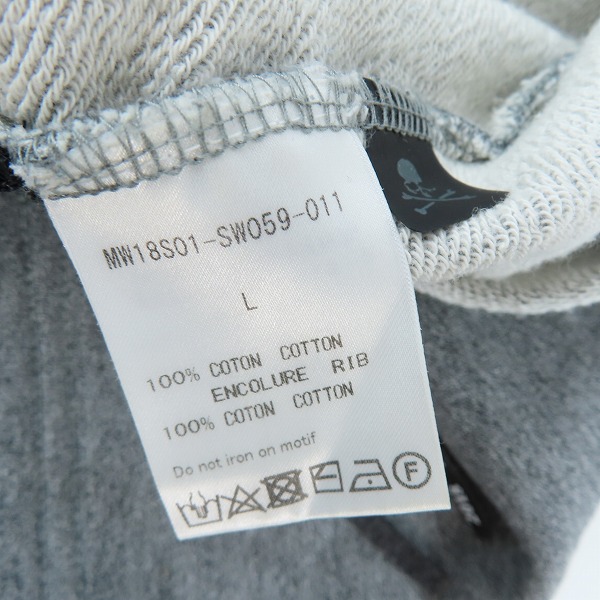 MW18S01-SW059-011
L
100% COTON COTTON
ENCOLURE RIB
100% COTON COTTON
Do not iron on motif
F